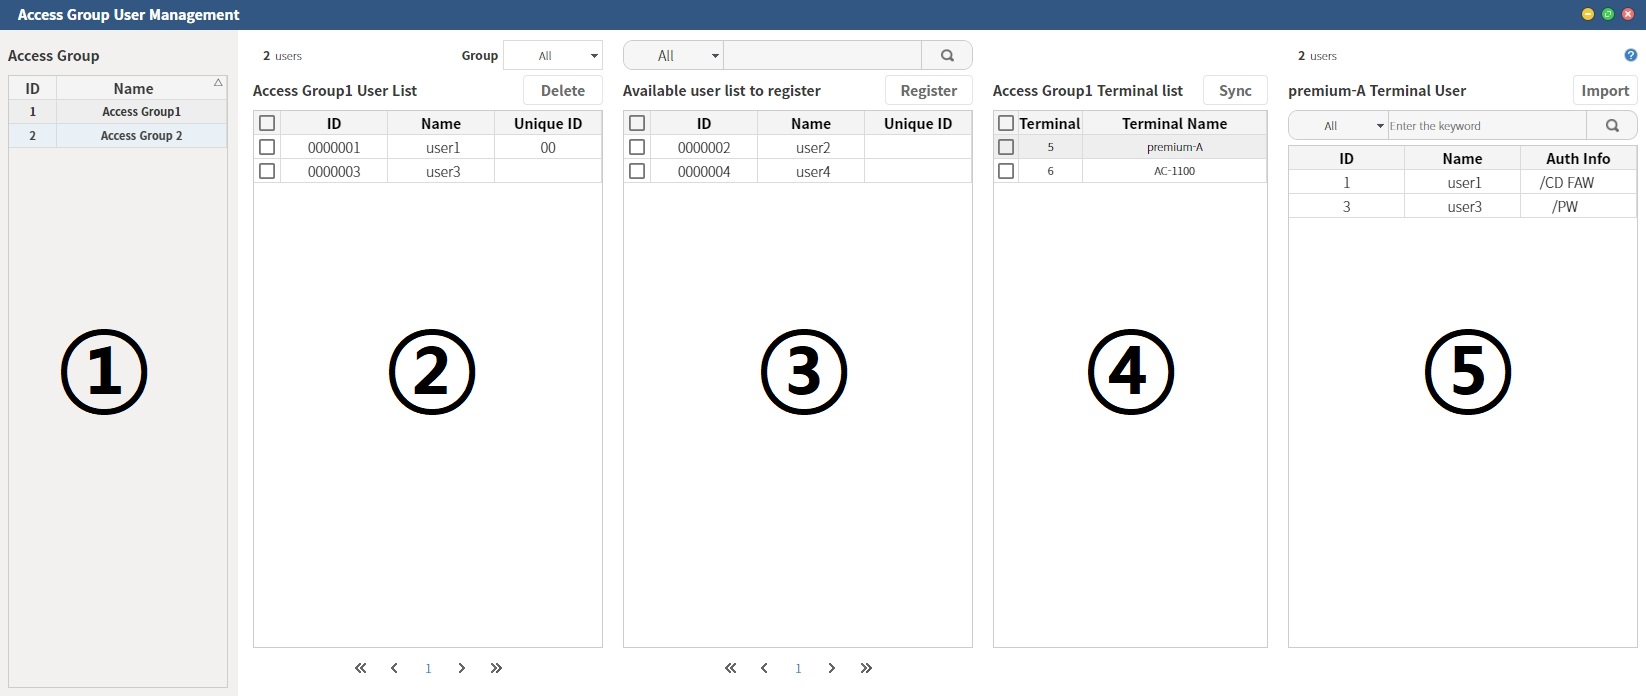 Access Group User Management
Access Group
ID Name
1 Access Group1
2 Access Group 2
①
2 users Group All
Access Group1 User List Delete
ID Name Unique ID
0000001 user1 00
0000003 user3
②
1
All
Available user list to register Register
ID Name Unique ID
0000002 user2
0000004 user4
③
1
Access Group1 Terminal list Sync
Terminal Terminal Name
5 premium-A
6 AC-1100
④
2 users ?
premium-A Terminal User Import
All Enter the keyword
ID Name Auth Info
1 user1 /CD FAW
3 user3 /PW
⑤